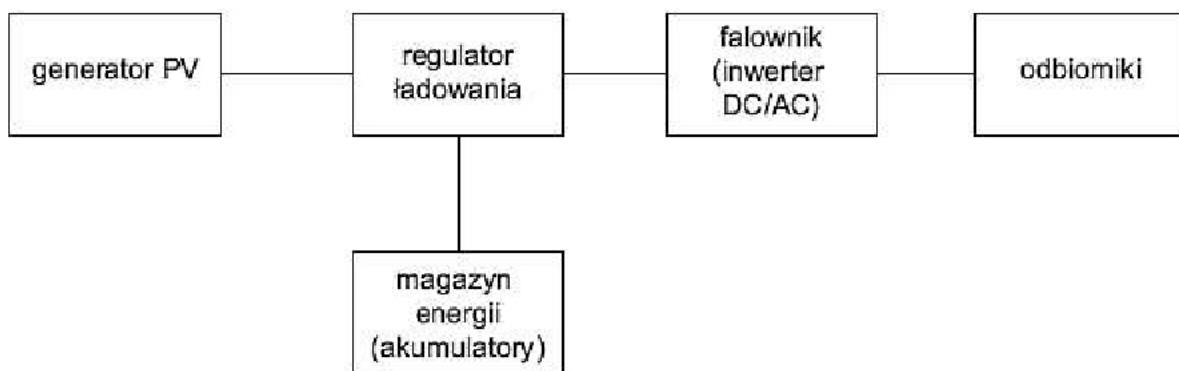 generator PV
regulator
ładowania
falownik
(inwerter
DC/AC)
odbiorniki
magazyn
energii
(akumulatory)